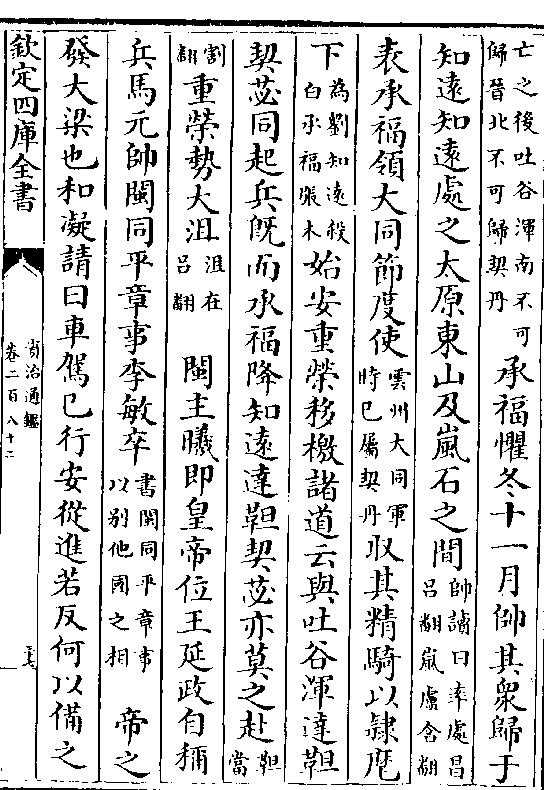 亡之後吐谷渾南不可歸晉北不可歸契丹承福懼冬十一月帥其衆歸于
知遠知遠處之太原東山及嵐石之間帥讀曰率處昌呂翻嵐盧含翻
表承福領大同節度使雲州大同軍時已屬契丹收其精騎以隸麾
下為劉知遠殺白承福張本始安重榮移檄諸道云與吐谷渾達靼
契苾同起兵既而承福降知遠達靼契苾亦莫之赴靼當
割翻重榮勢大沮沮在呂翻閩主曦即皇帝位王延政自稱
兵馬元帥閩同平章事李敏卒書閩同平章事以别他國之相帝之
發大梁也和凝請曰車駕已行安從進若反何以備之
欽定四庫全書
資治通鑑
卷二百八十二